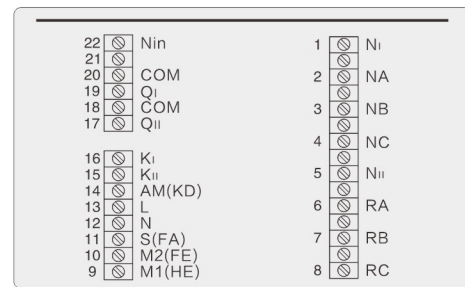 22 Nin
21
20 COM
19 QI
18 COM
17 QII
16 KI
15 KII
14 AM(KD)
13 L
12 N
11 S(FA)
10 M2(FE)
9 M1(HE)
1 NI
2 NA
3 NB
4 NC
5 NII
6 RA
7 RB
8 RC